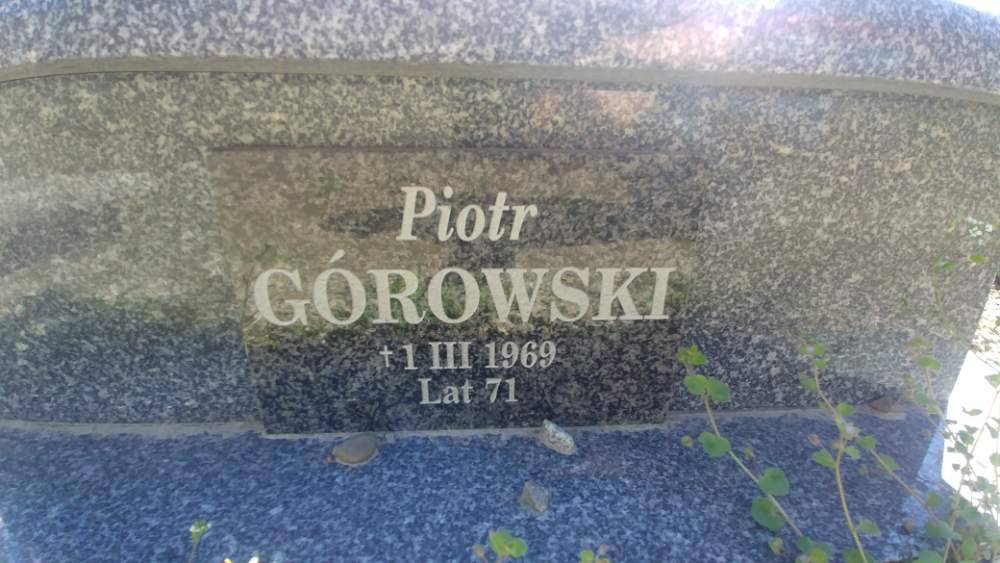 Piotr
GÓROWSKI
† 1 III 1969
Lat 71